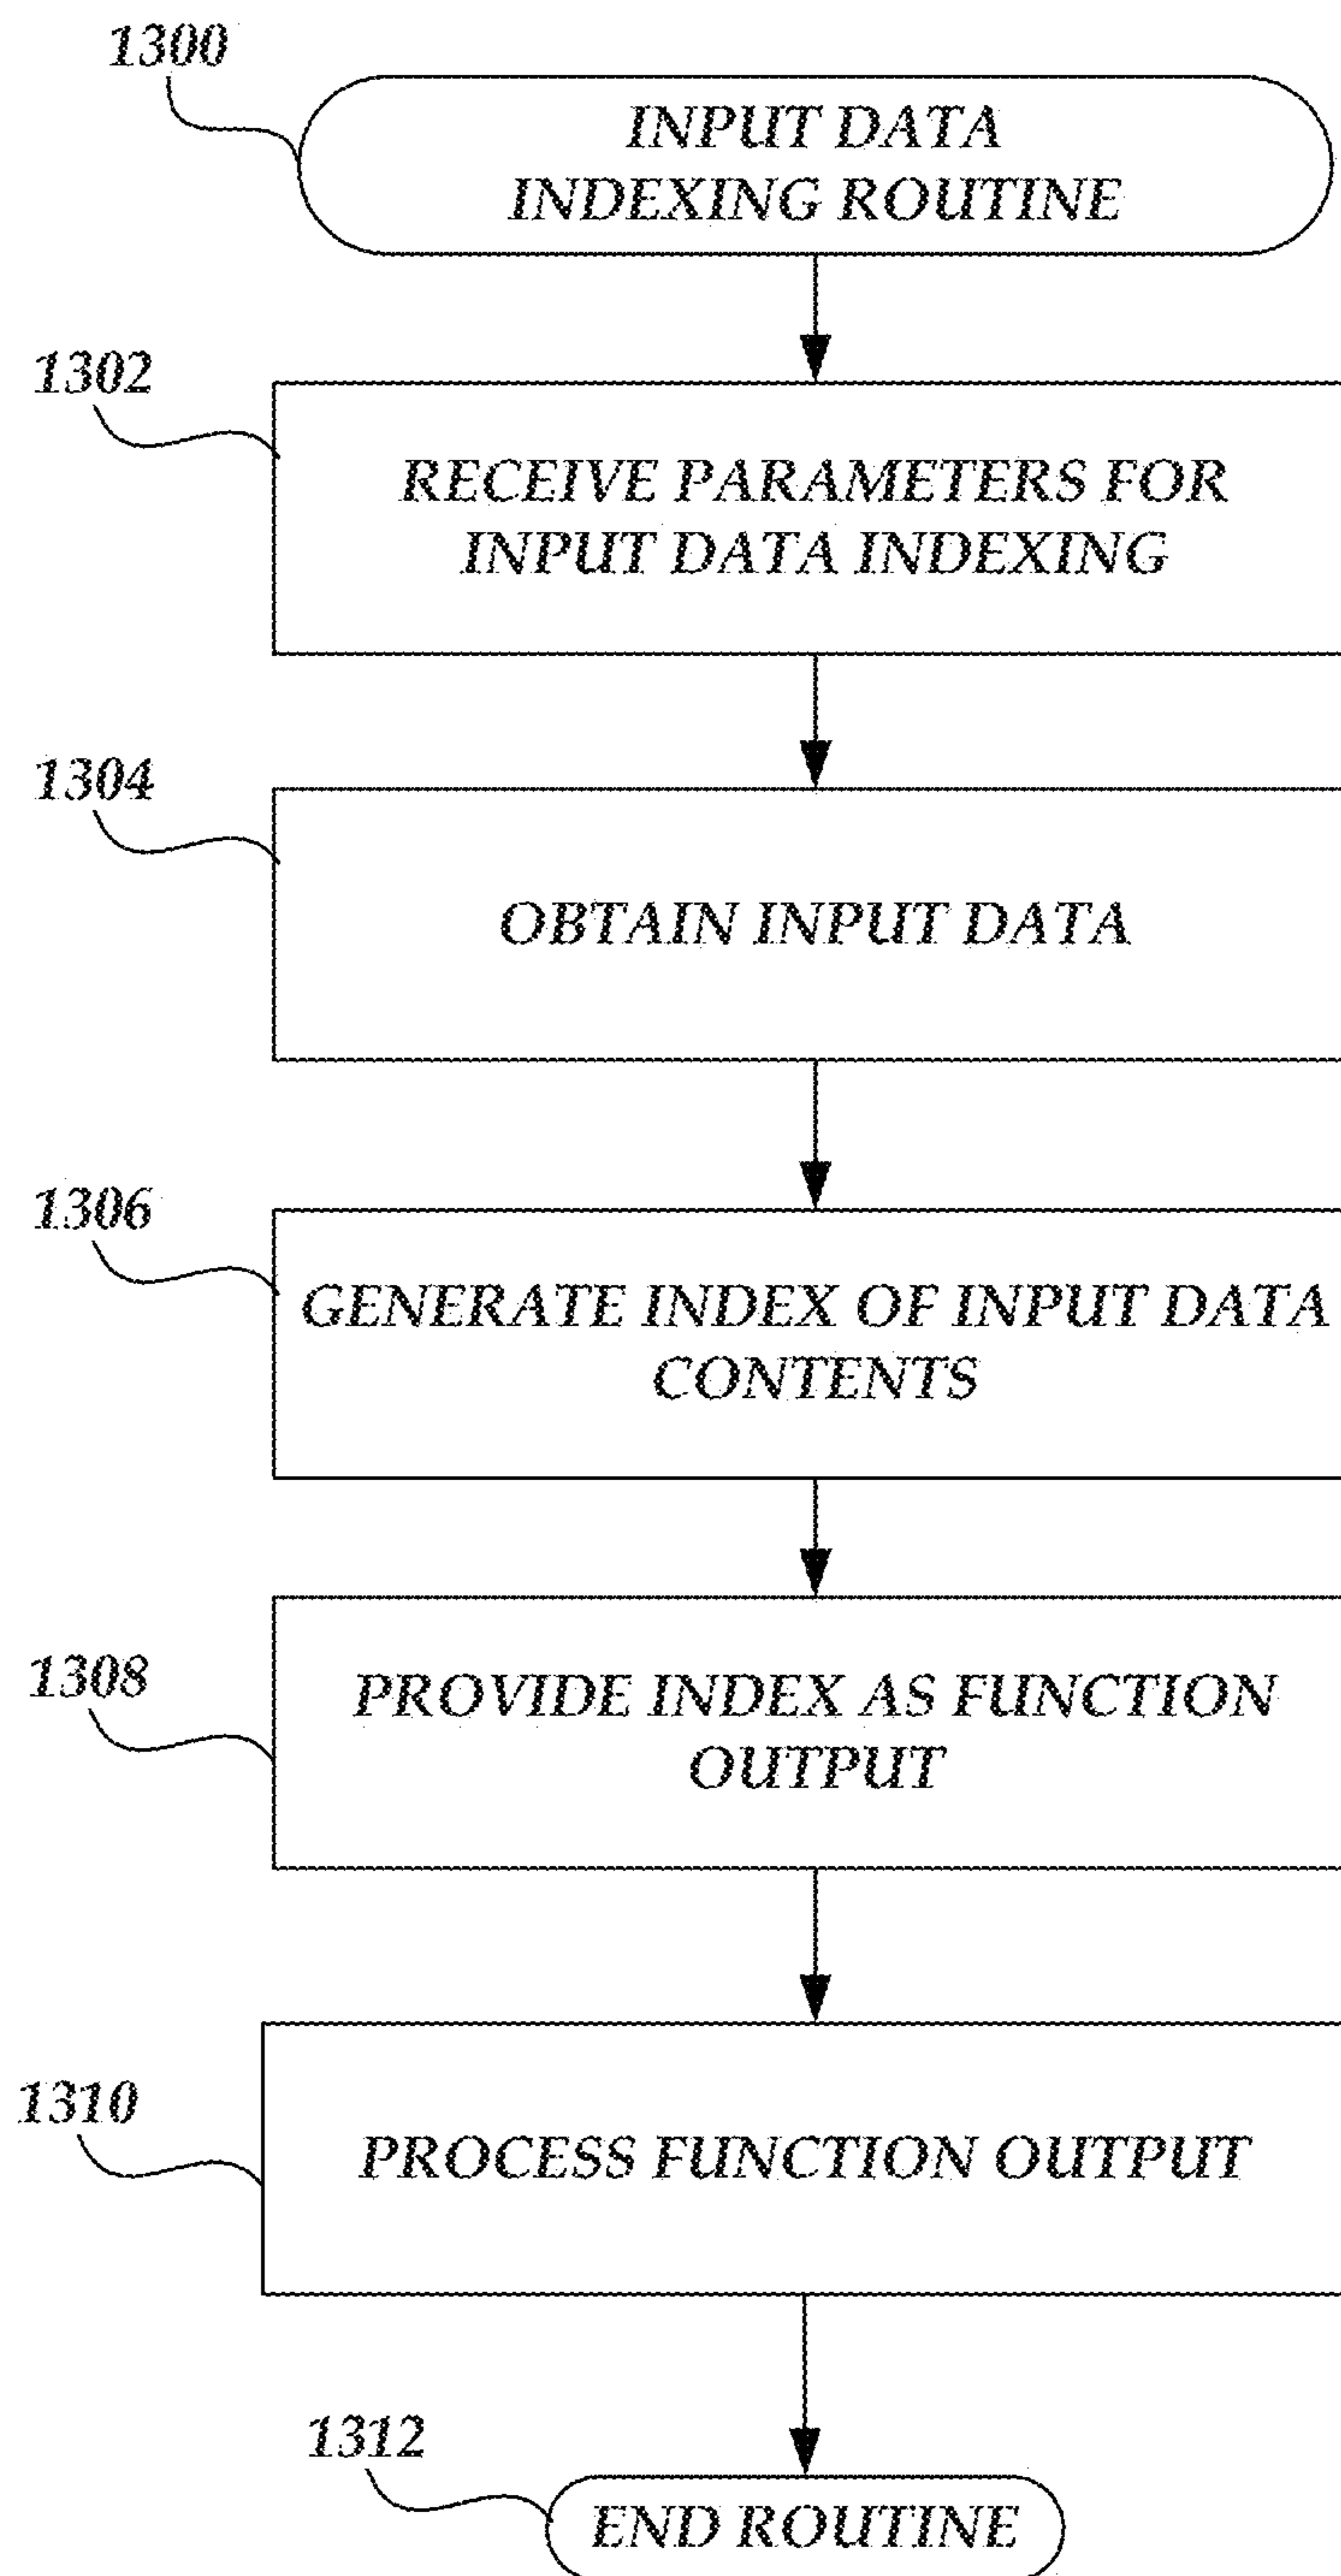 1300
INPUT DATA
INDEXING ROUTINE
1302
RECEIVE PARAMETERS FOR
INPUT DATA INDEXING
1304
OBTAIN INPUT DATA
1306
GENERATE INDEX OF INPUT DATA
CONTENTS
1308
PROVIDE INDEX AS FUNCTION
OUTPUT
1310
PROCESS FUNCTION OUTPUT
1312
END ROUTINE